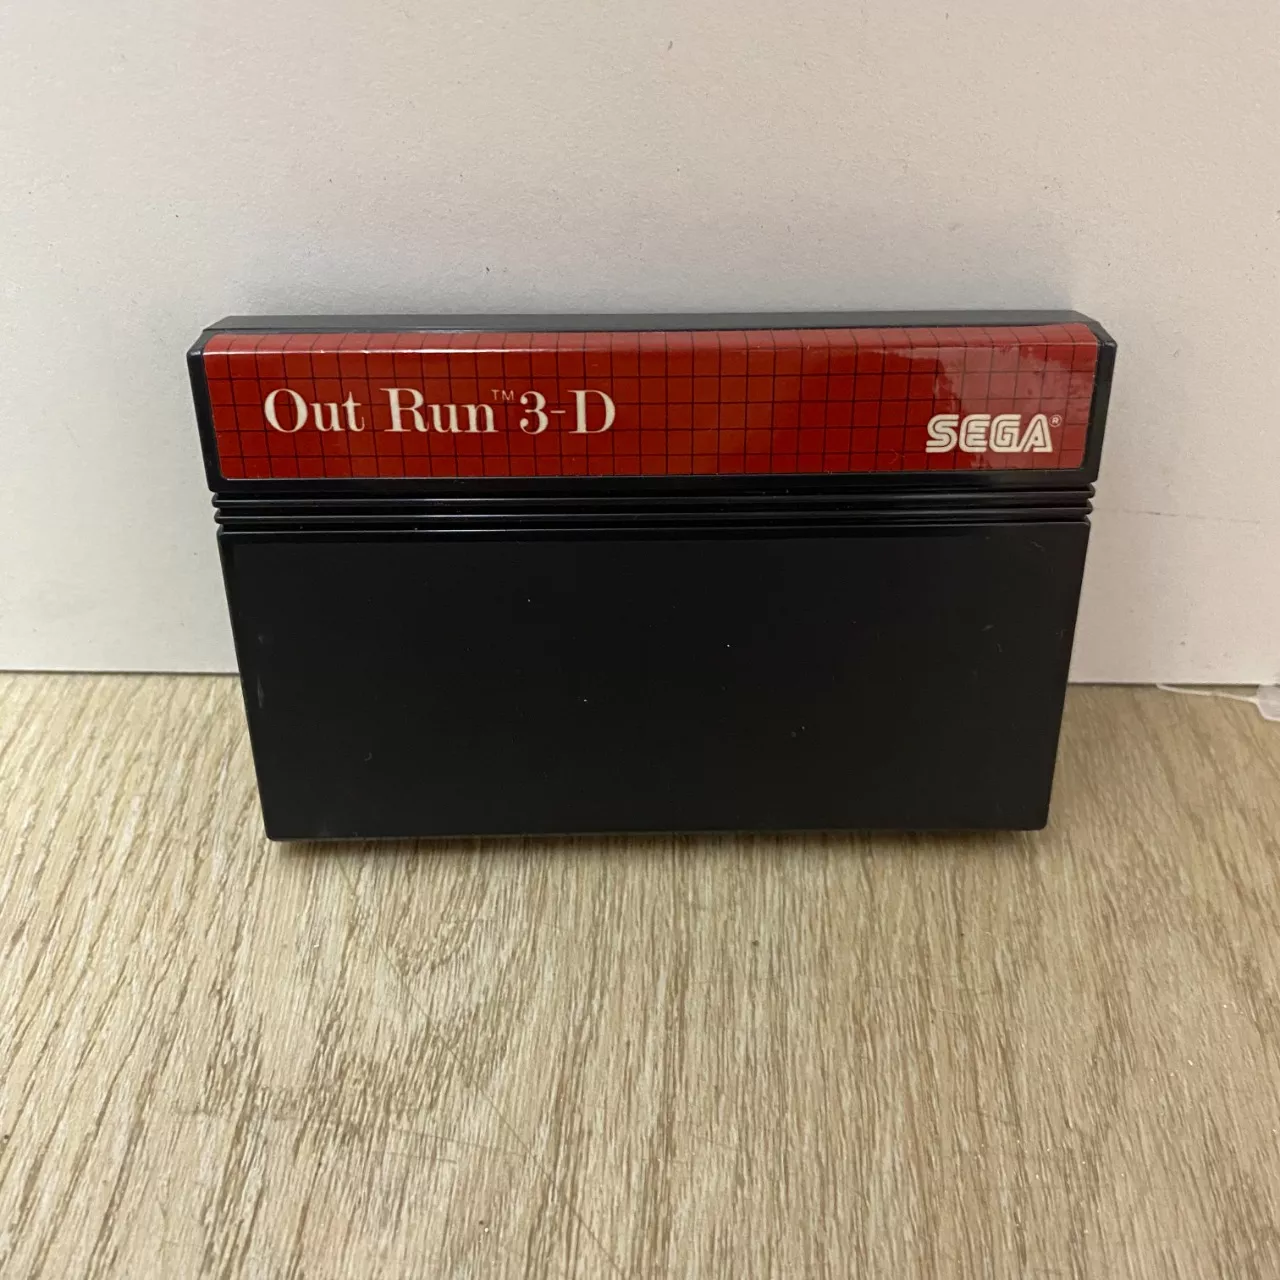 Out Run™ 3-D
SEGA®